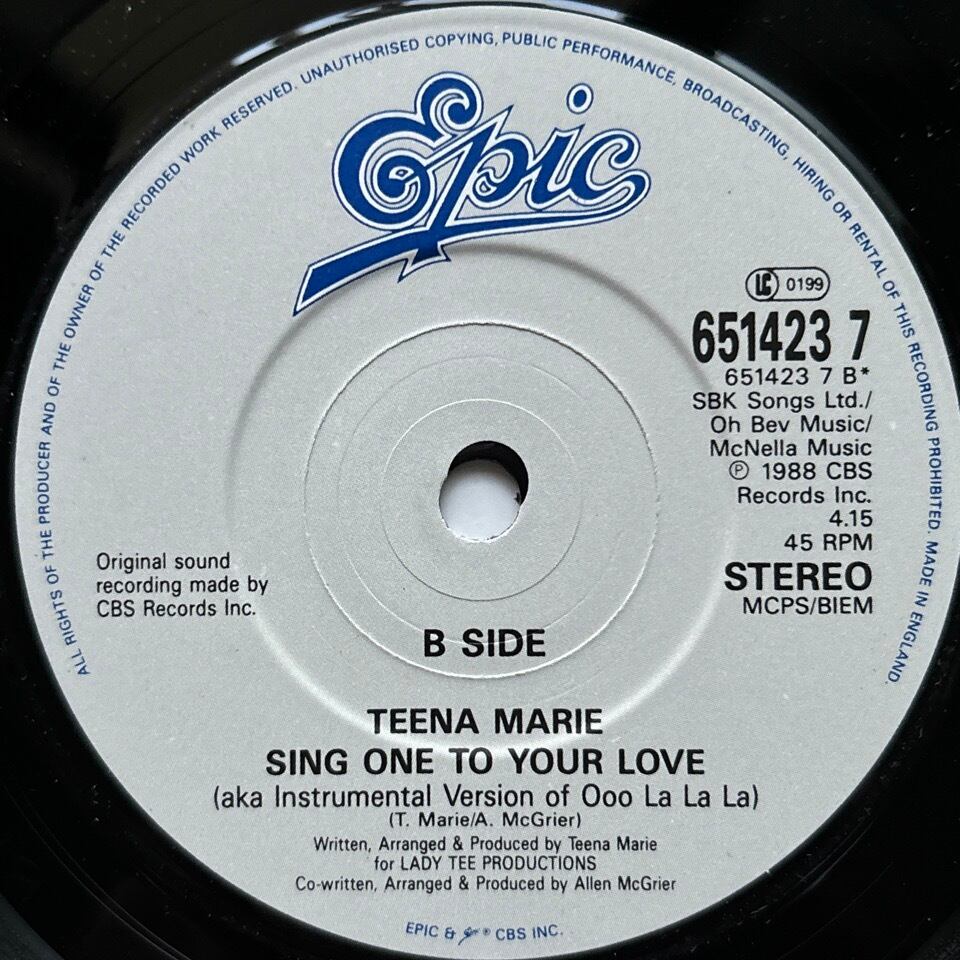 ALL RIGHTS OF THE PRODUCER AND OF THE OWNER OF THE RECORDED WORK RESERVED. UNAUTHORISED COPYING, PUBLIC PERFORMANCE, BROADCASTING, HIRING OR RENTAL OF THIS RECORDING PROHIBITED. MADE IN ENGLAND.
Epic
LC 0199
651423 7
651423 7 B*
SBK Songs Ltd./
Oh Bev Music/
McNella Music
℗ 1988 CBS
Records Inc.
4.15
45 RPM
STEREO
MCPS/BIEM
Original sound
recording made by
CBS Records Inc.
B SIDE
TEENA MARIE
SING ONE TO YOUR LOVE
(aka Instrumental Version of Ooo La La La)
(T. Marie/A. McGrier)
Written, Arranged & Produced by Teena Marie
for LADY TEE PRODUCTIONS
Co-written, Arranged & Produced by Allen McGrier
EPIC & ® CBS INC.